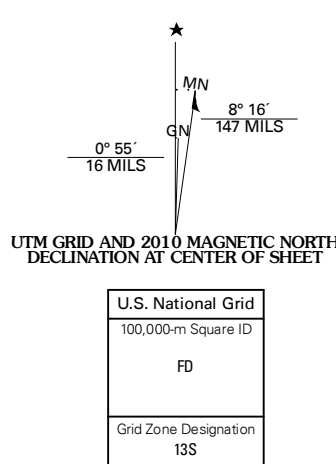 MN
8° 16´
147 MILS
GN
0° 55´
16 MILS
UTM GRID AND 2010 MAGNETIC NORTH
DECLINATION AT CENTER OF SHEET
U.S. National Grid
100,000-m Square ID
FD
Grid Zone Designation
13S